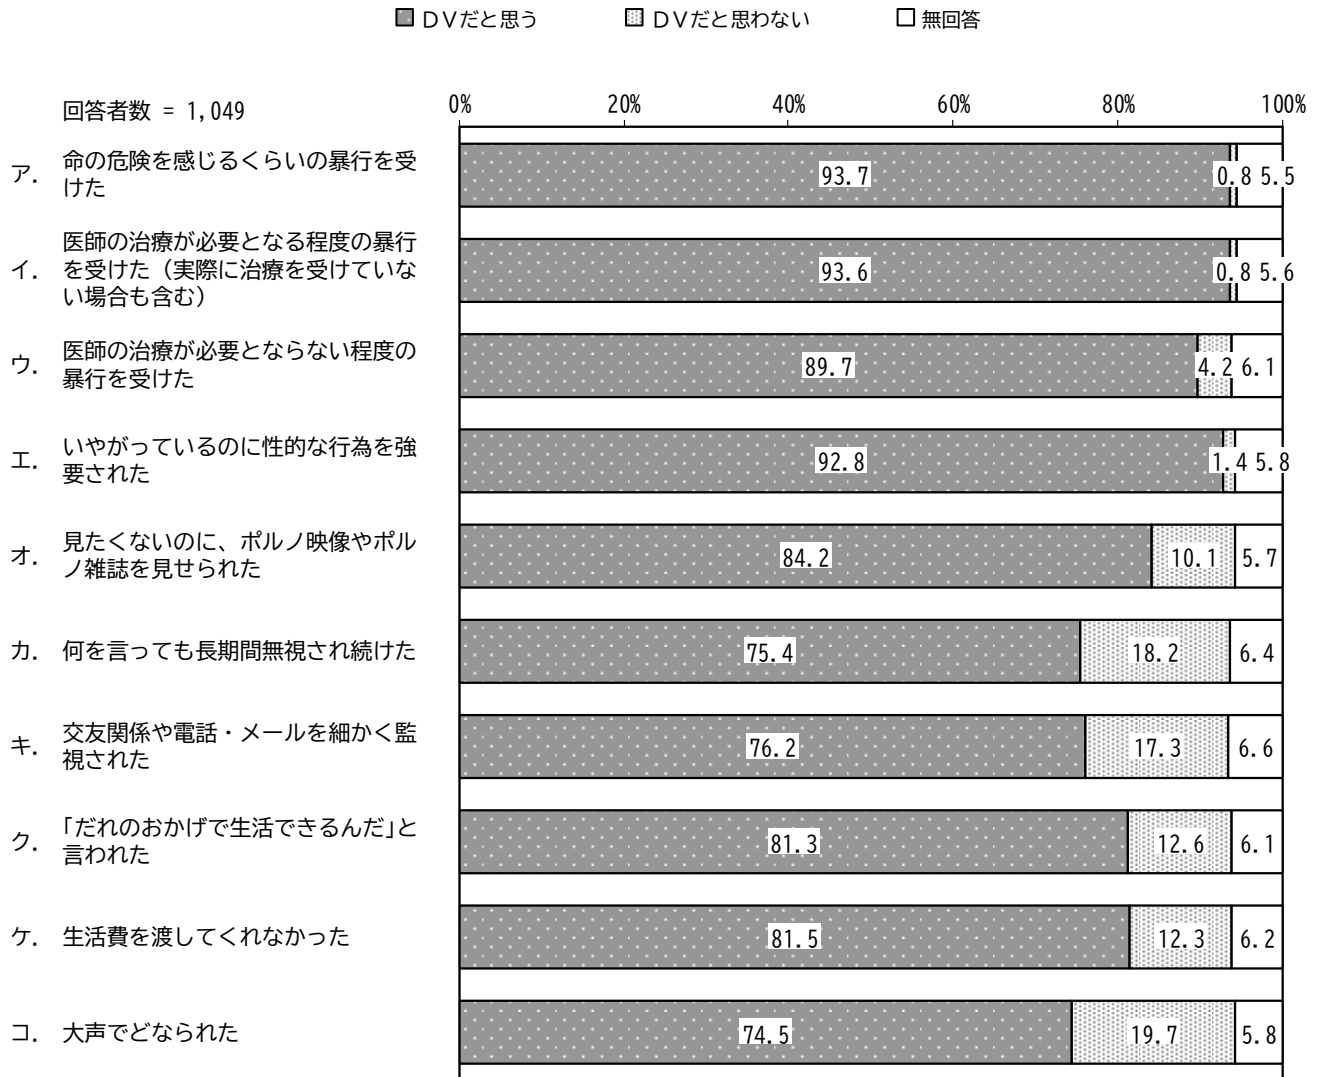 ＤＶだと思う ＤＶだと思わない 無回答
回答者数 = 1,049
0% 20% 40% 60% 80% 100%
ア. 命の危険を感じるくらいの暴行を受
けた
93.7 0.8 5.5
イ. 医師の治療が必要となる程度の暴行
を受けた（実際に治療を受けていな
い場合も含む）
93.6 0.8 5.6
ウ. 医師の治療が必要とならない程度の
暴行を受けた
89.7 4.2 6.1
エ. いやがっているのに性的な行為を強
要された
92.8 1.4 5.8
オ. 見たくないのに、ポルノ映像やポル
ノ雑誌を見せられた
84.2 10.1 5.7
カ. 何を言っても長期間無視され続けた
75.4 18.2 6.4
キ. 交友関係や電話・メールを細かく監
視された
76.2 17.3 6.6
ク. 「だれのおかげで生活できるんだ」と
言われた
81.3 12.6 6.1
ケ. 生活費を渡してくれなかった
81.5 12.3 6.2
コ. 大声でどなられた
74.5 19.7 5.8